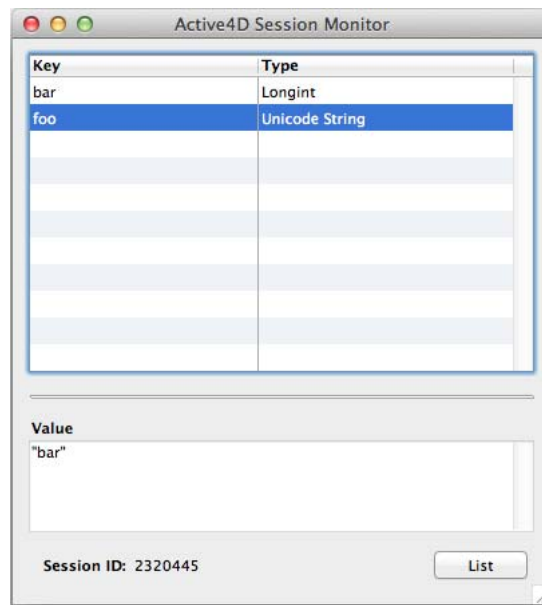 Active4D Session Monitor
Key Type
bar Longint
foo Unicode String
Value
"bar"
Session ID: 2320445 List